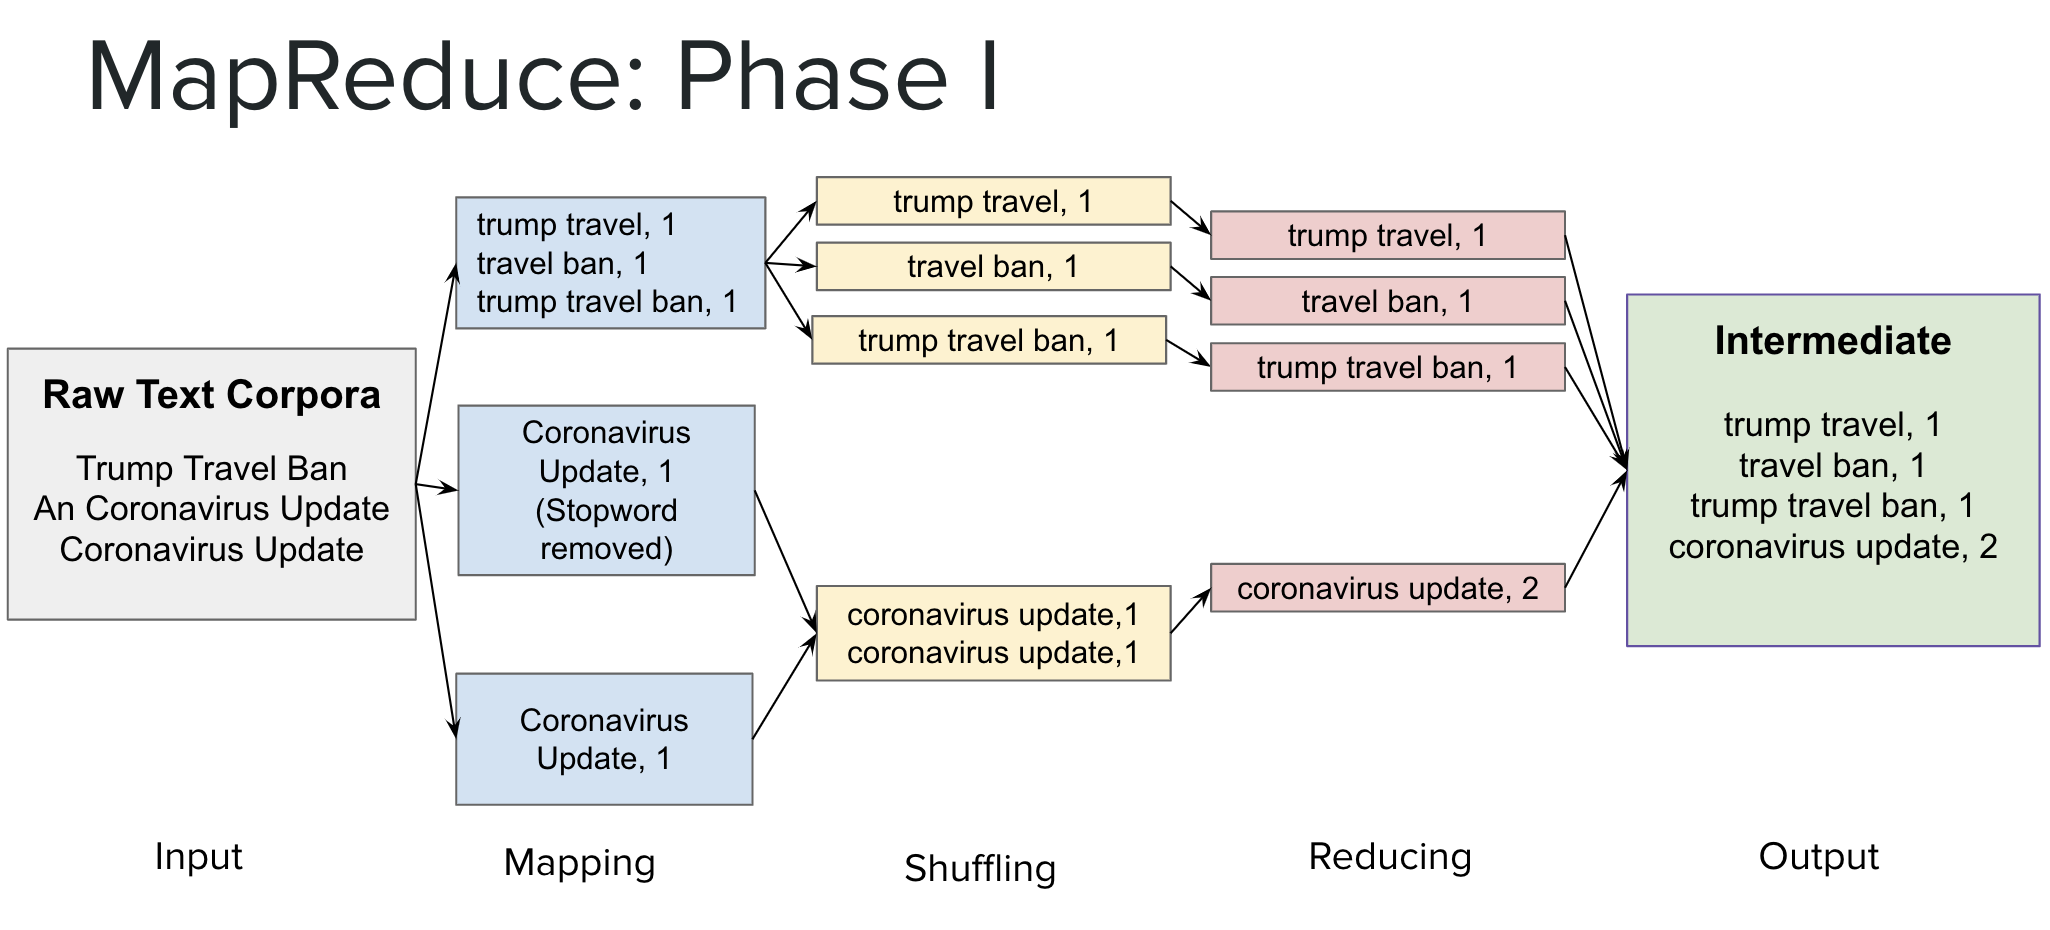 MapReduce: Phase I
Raw Text Corpora
Trump Travel Ban
An Coronavirus Update
Coronavirus Update
trump travel, 1
travel ban, 1
trump travel ban, 1
Coronavirus
Update, 1
(Stopword
removed)
Coronavirus
Update, 1
trump travel, 1
travel ban, 1
trump travel ban, 1
coronavirus update,1
coronavirus update,1
trump travel, 1
travel ban, 1
trump travel ban, 1
coronavirus update, 2
Intermediate
trump travel, 1
travel ban, 1
trump travel ban, 1
coronavirus update, 2
Input
Mapping
Shuffling
Reducing
Output